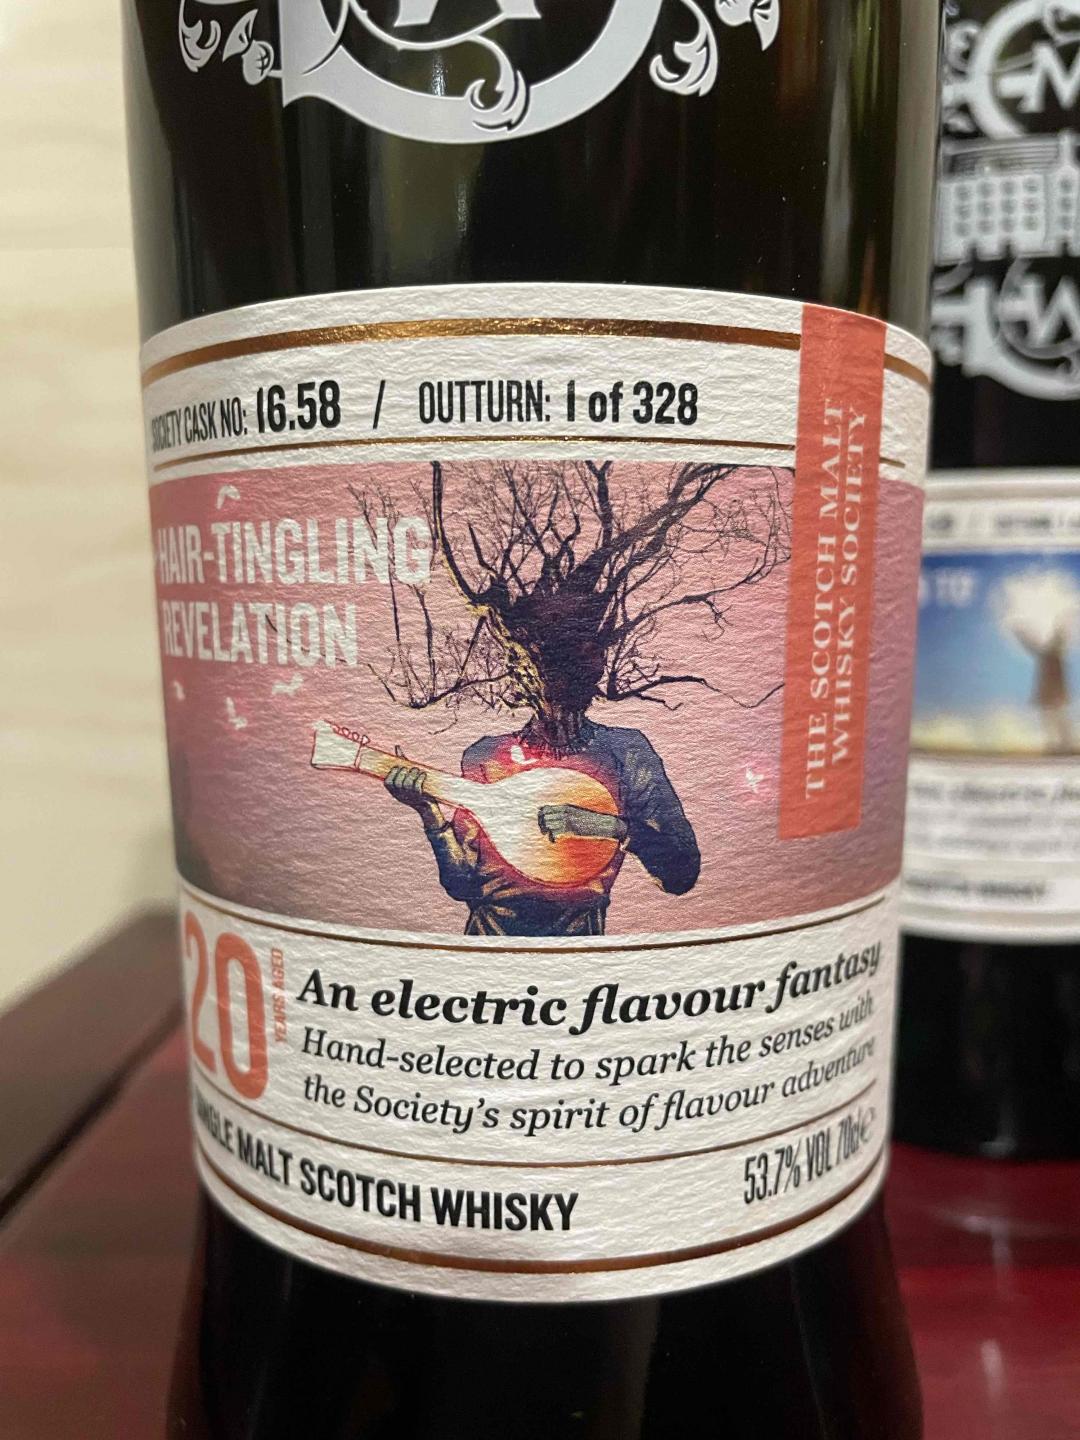 SOCIETY CASK NO: 16.58 / OUTTURN: 1 of 328
HAIR-TINGLING
REVELATION
THE SCOTCH MALT
WHISKY SOCIETY
20
YEARS AGED
An electric flavour fantasy
Hand-selected to spark the senses with
the Society's spirit of flavour adventure
SINGLE MALT SCOTCH WHISKY
53.7% VOL 70cl e
WHISKY